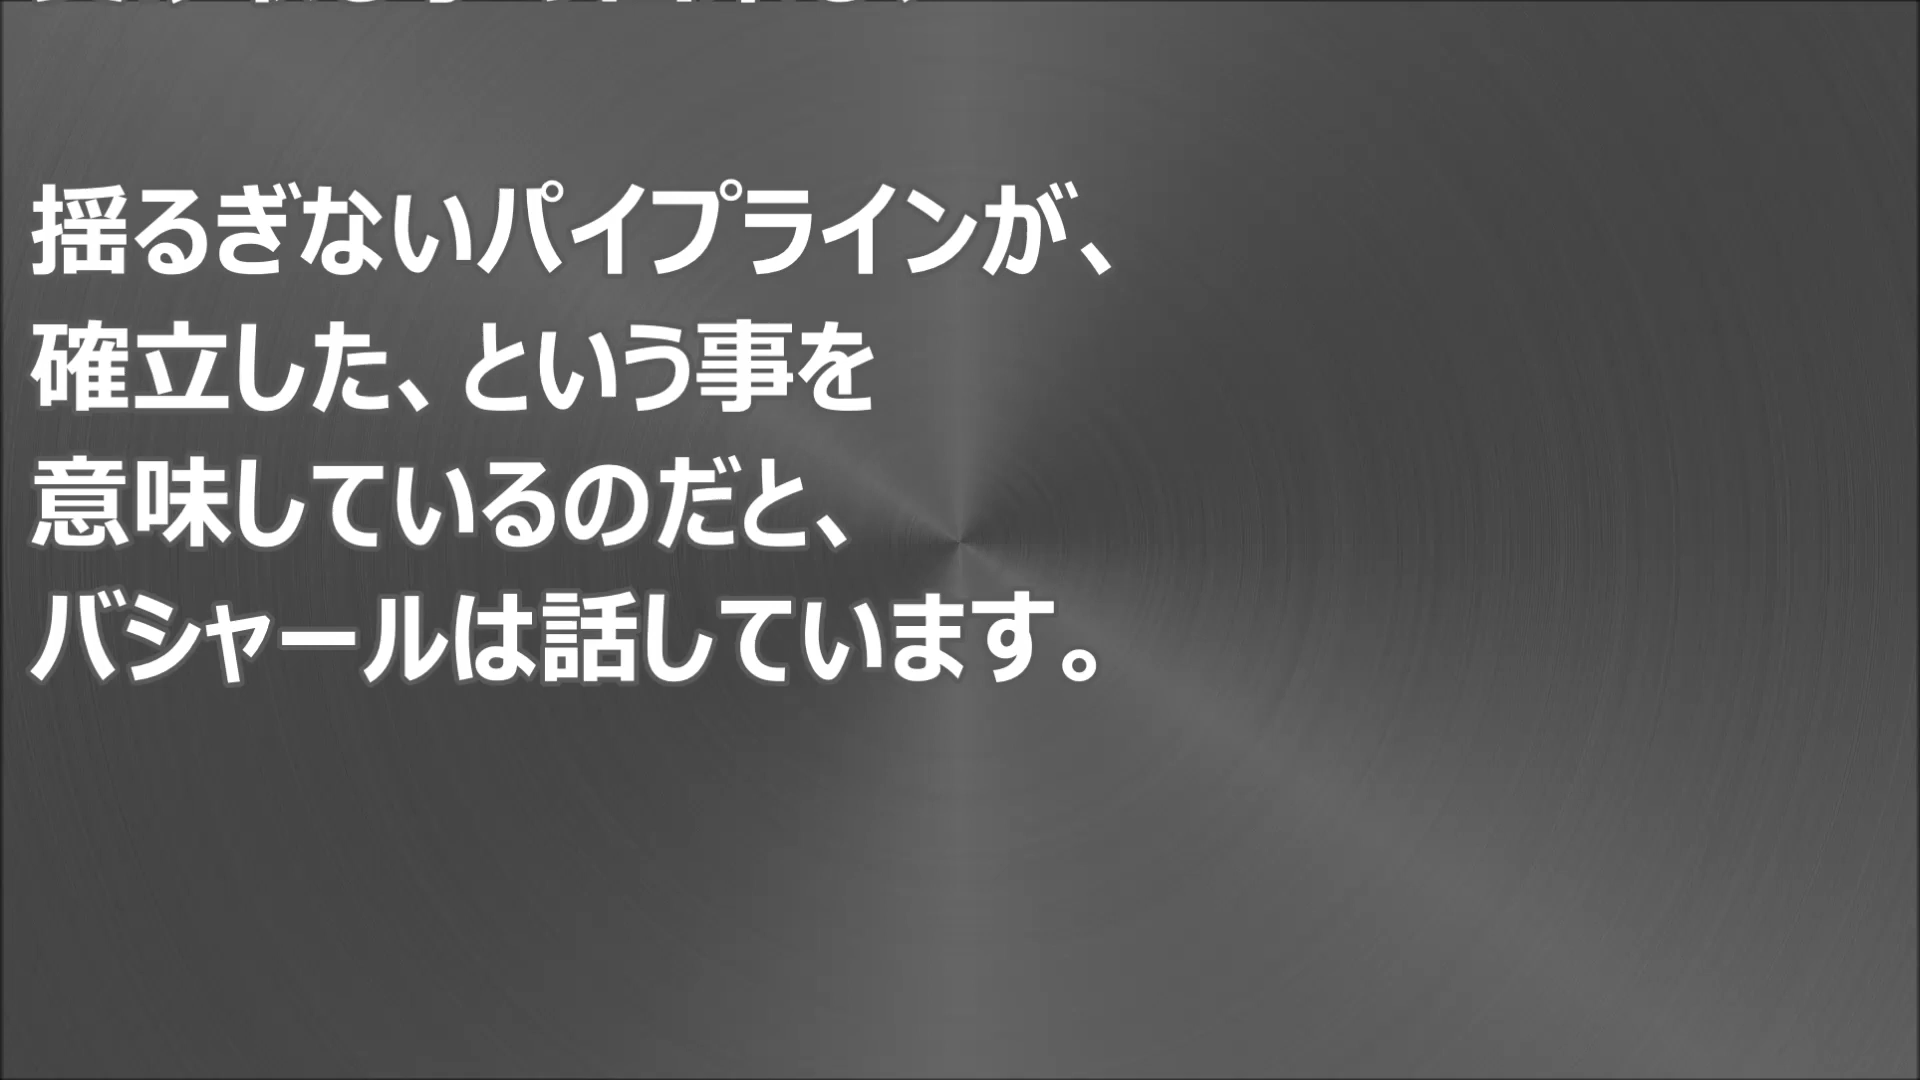 揺るぎないパイプラインが、
確立した、という事を
意味しているのだと、
バシャールは話しています。